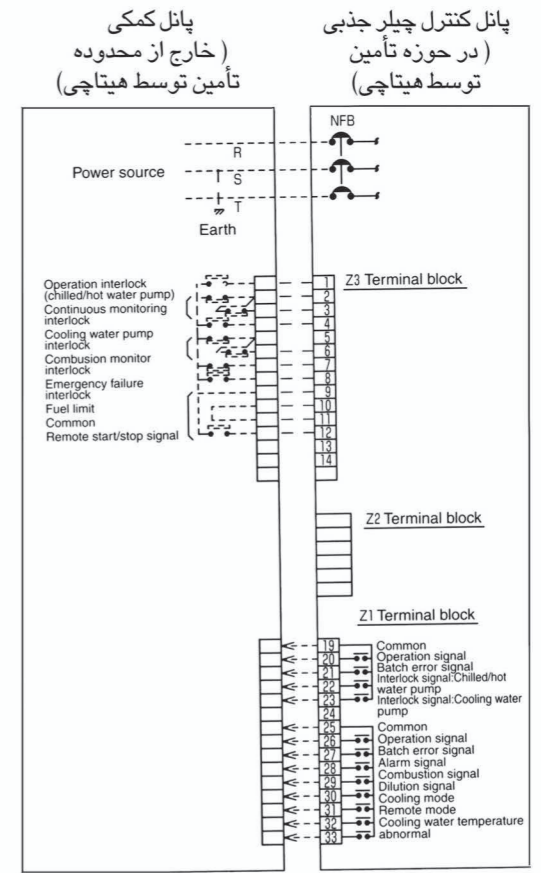 پانل کمکی
( خارج از محدوده
تأمین توسط هیتاچی)
پانل کنترل چیلر جذبی
( در حوزه تأمین
توسط هیتاچی)
NFB
R
Power source
S
T
Earth
Z3 Terminal block
Operation interlock
(chilled/hot water pump)
Continuous monitoring
interlock
Cooling water pump
interlock
Combusion monitor
interlock
Emergency failure
interlock
Fuel limit
Common
Remote start/stop signal
1
2
3
4
5
6
7
8
9
10
11
12
13
14
Z2 Terminal block
Z1 Terminal block
19
20
21
22
23
24
25
26
27
28
29
30
31
32
33
Common
Operation signal
Batch error signal
Interlock signal:Chilled/hot
water pump
Interlock signal:Cooling water
pump
Common
Operation signal
Batch error signal
Alarm signal
Combustion signal
Dilution signal
Cooling mode
Remote mode
Cooling water temperature
abnormal